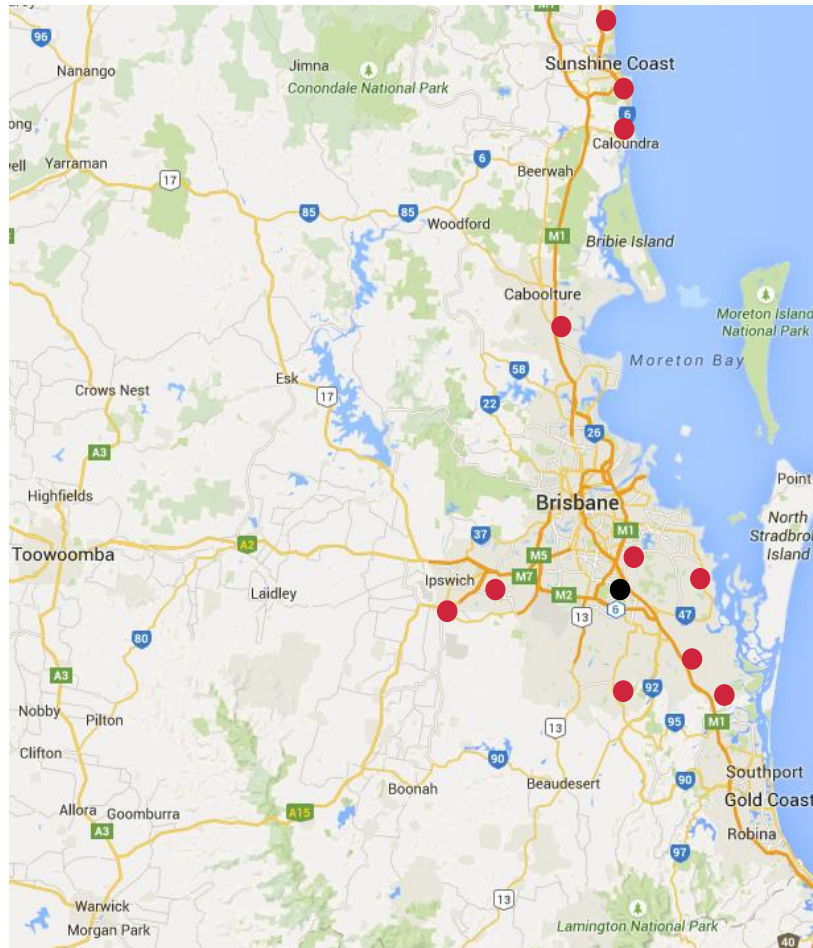 M1
96
Nanango
Jimna
Sunshine Coast
Conondale National Park
6
Caloundra
Yarraman
17
6
Beerwah
85
85
Woodford
M1
Bribie Island
Caboolture
Moreton Island
National Park
Moreton Bay
58
Esk
Crows Nest
17
22
26
A3
Highfields
Brisbane
Point
North
Stradbro
Island
M1
37
A2
M5
Toowoomba
Ipswich
M7
Laidley
M2
6
13
47
80
A3
92
Nobby
Pilton
13
95
M1
Clifton
90
Southport
Boonah
Beaudesert
90
Gold Coast
Allora
Goomburra
A15
A3
Robina
97
Warwick
13
Morgan Park
Lamington National Park
40